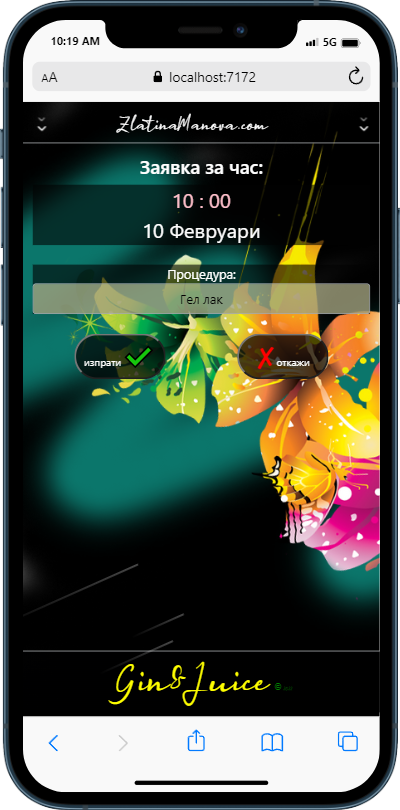 10:19 AM 5G
AA localhost:7172
ZlatinaManova.com
Заявка за час:
10 : 00
10 Февруари
Процедура:
Гел лак
изпрати откажи
Gin&Juice ©